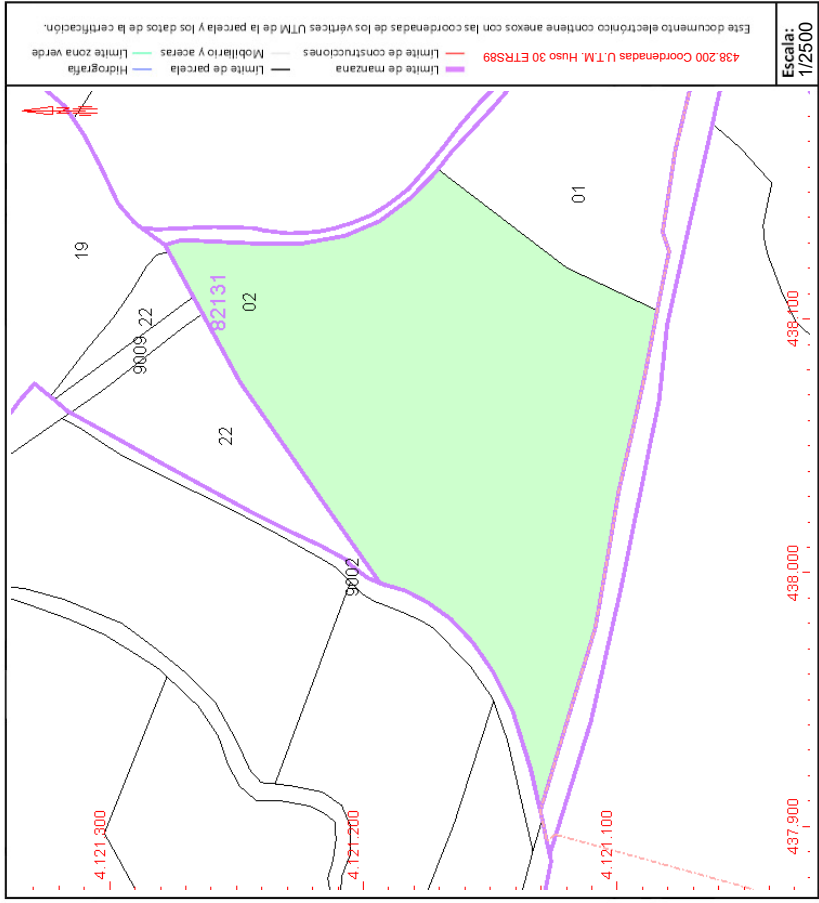 Este documento electrónico contiene anexos con las coordenadas de los vértices UTM de la parcela y los datos de la certificación.
438.200 Coordenadas U.T.M. Huso 30 ETRS89
Límite de manzana
Límite de construcciones
Límite de parcela
Mobiliario y aceras
Hidrografía
Límite zona verde
Escala:
1/2500
19
22
9009
82131
02
01
22
9002
438.100
438.000
437.900
4.121.300
4.121.200
4.121.100